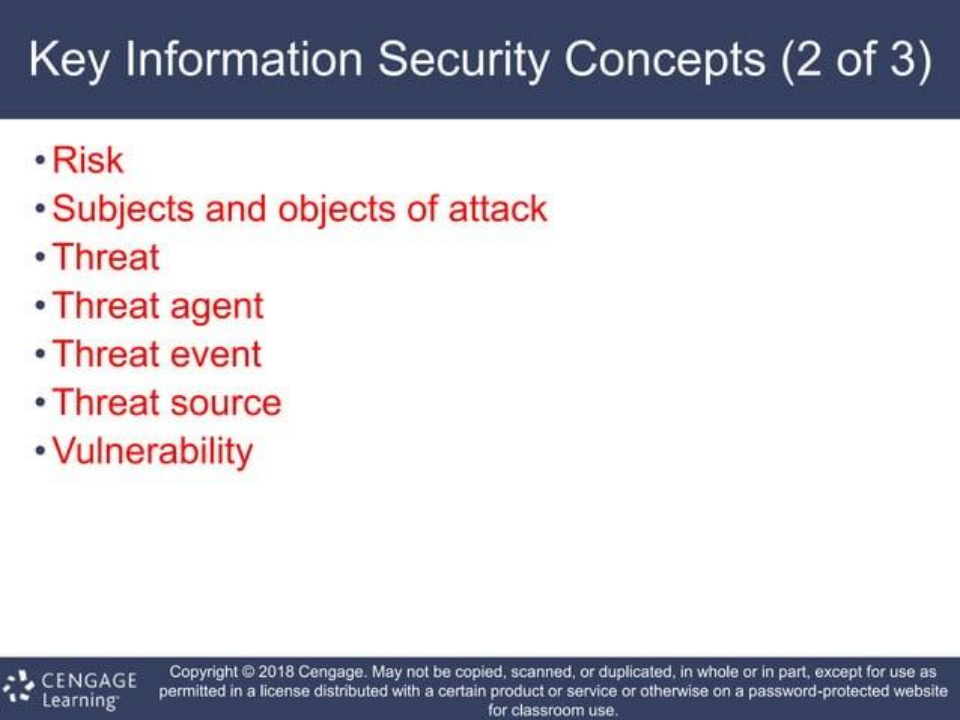 Key Information Security Concepts (2 of 3)
• Risk
• Subjects and objects of attack
• Threat
• Threat agent
• Threat event
• Threat source
• Vulnerability
CENGAGE
Learning™
Copyright © 2018 Cengage. May not be copied, scanned, or duplicated, in whole or in part, except for use as
permitted in a license distributed with a certain product or service or otherwise on a password-protected website
for classroom use.